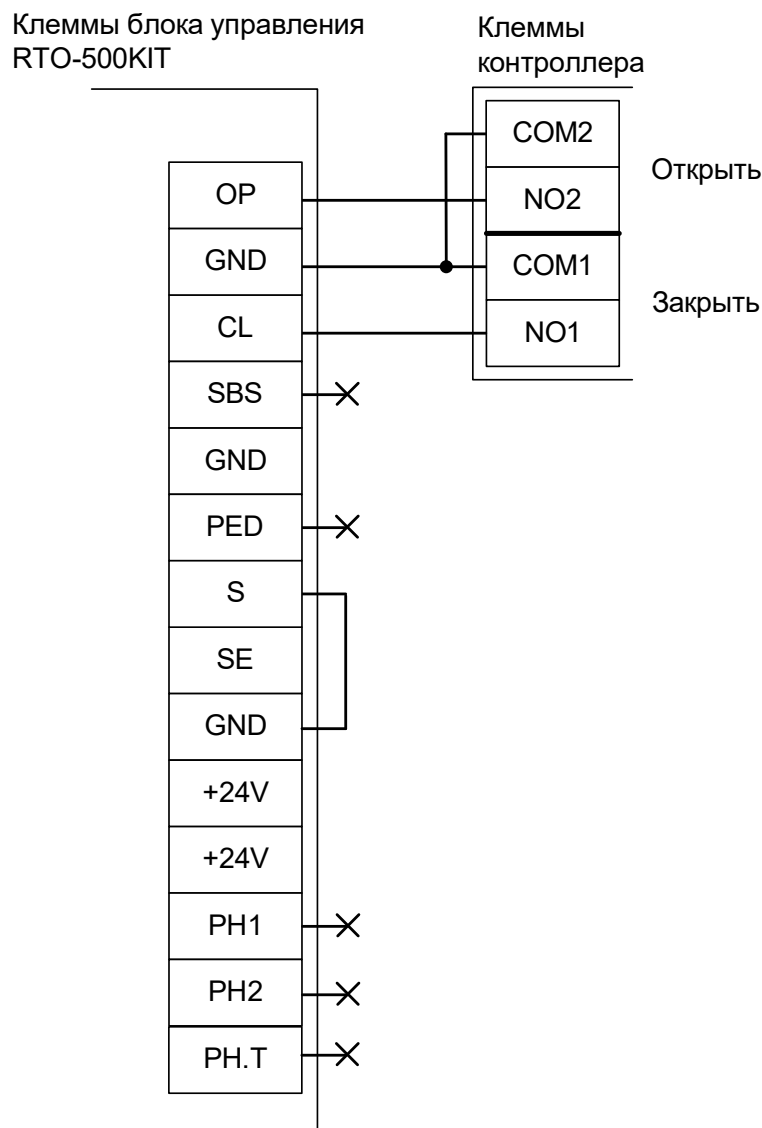 Клеммы блока управления
RTO-500KIT
Клеммы
контроллера
OP
GND
CL
SBS
GND
PED
S
SE
GND
+24V
+24V
PH1
PH2
PH.T
COM2
NO2
COM1
NO1
Открыть
Закрыть